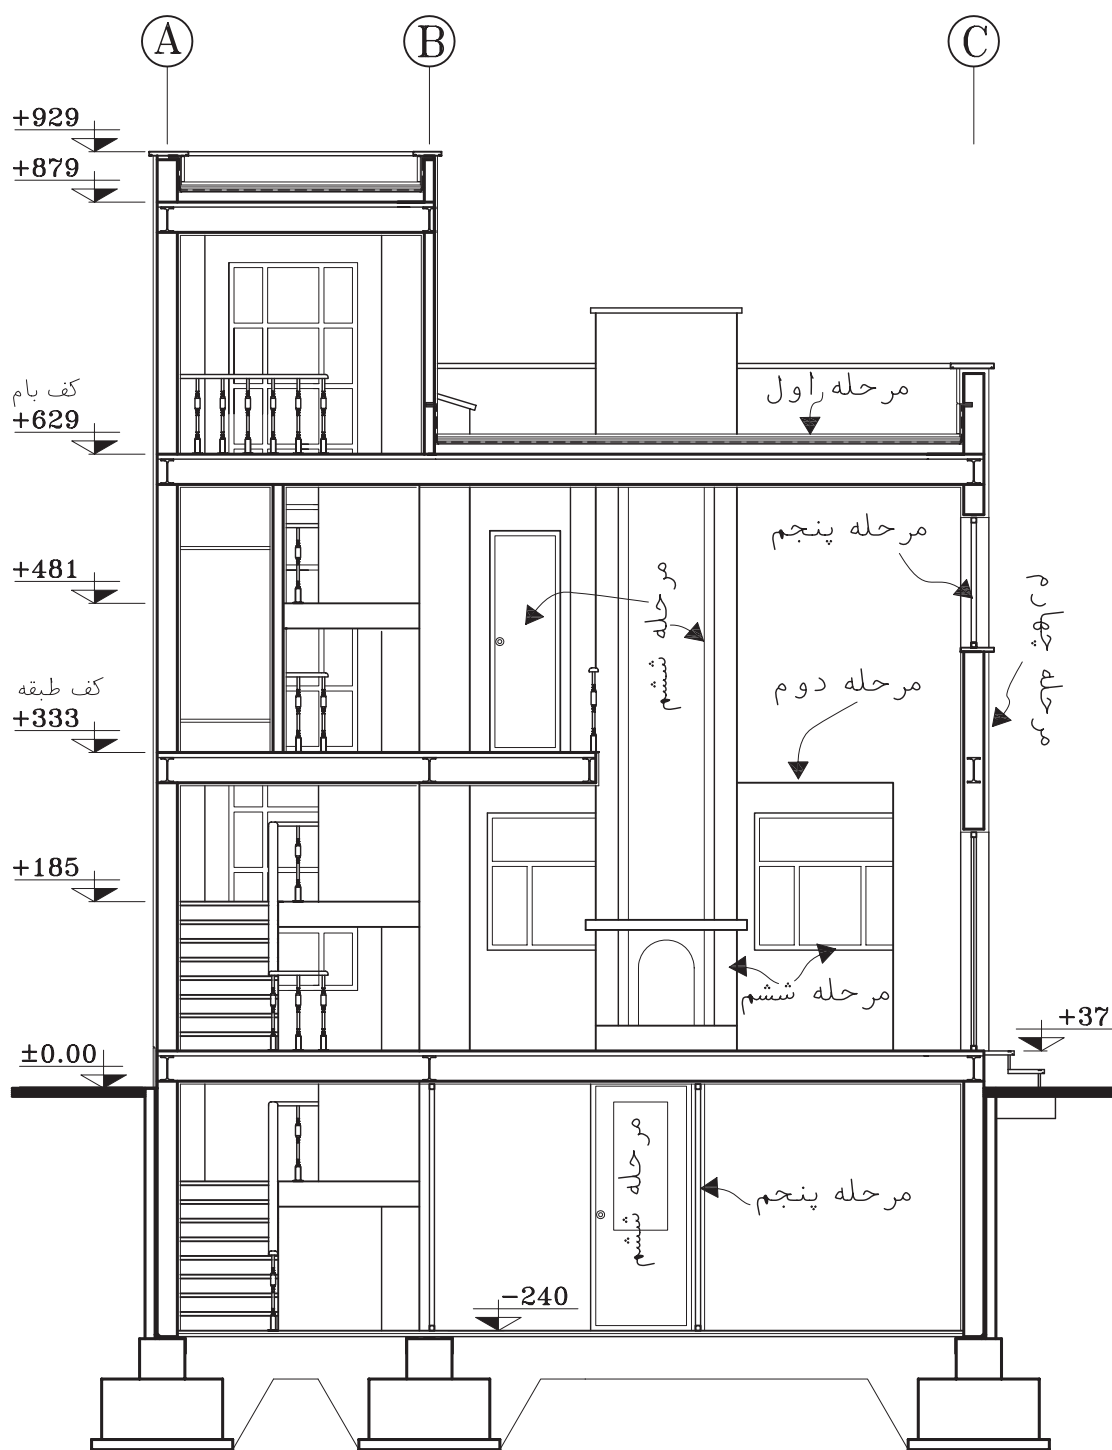 A B C
+929
+879
کف بام
+629
مرحله اول
مرحله پنجم
+481
مرحله ششم
مرحله چهارم
کف طبقه
+333
مرحله دوم
+185
مرحله ششم
+37
±0.00
مرحله ششم
مرحله پنجم
-240